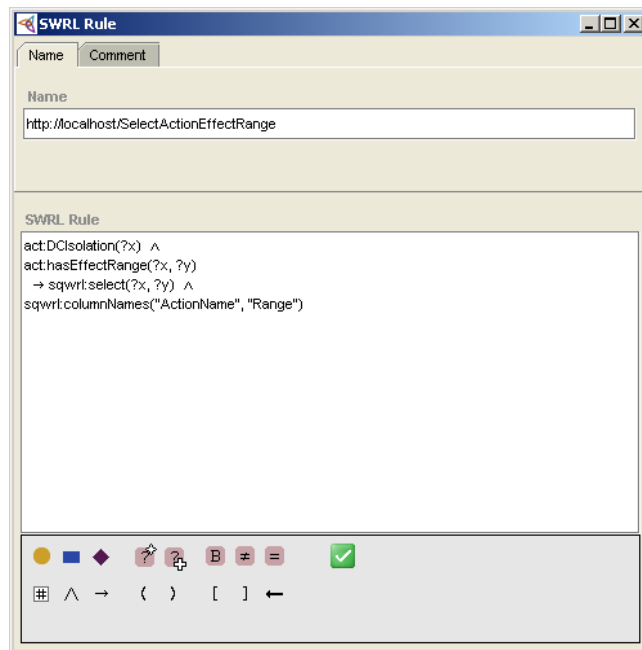 SWRL Rule
Name Comment
Name
http://localhost/SelectActionEffectRange
SWRL Rule
act:DCIsolation(?x) ∧
act:hasEffectRange(?x, ?y)
→ sqwrl:select(?x, ?y) ∧
sqwrl:columnNames("ActionName", "Range")
? ? B ≠ =
# ∧ → ( ) [ ] ←